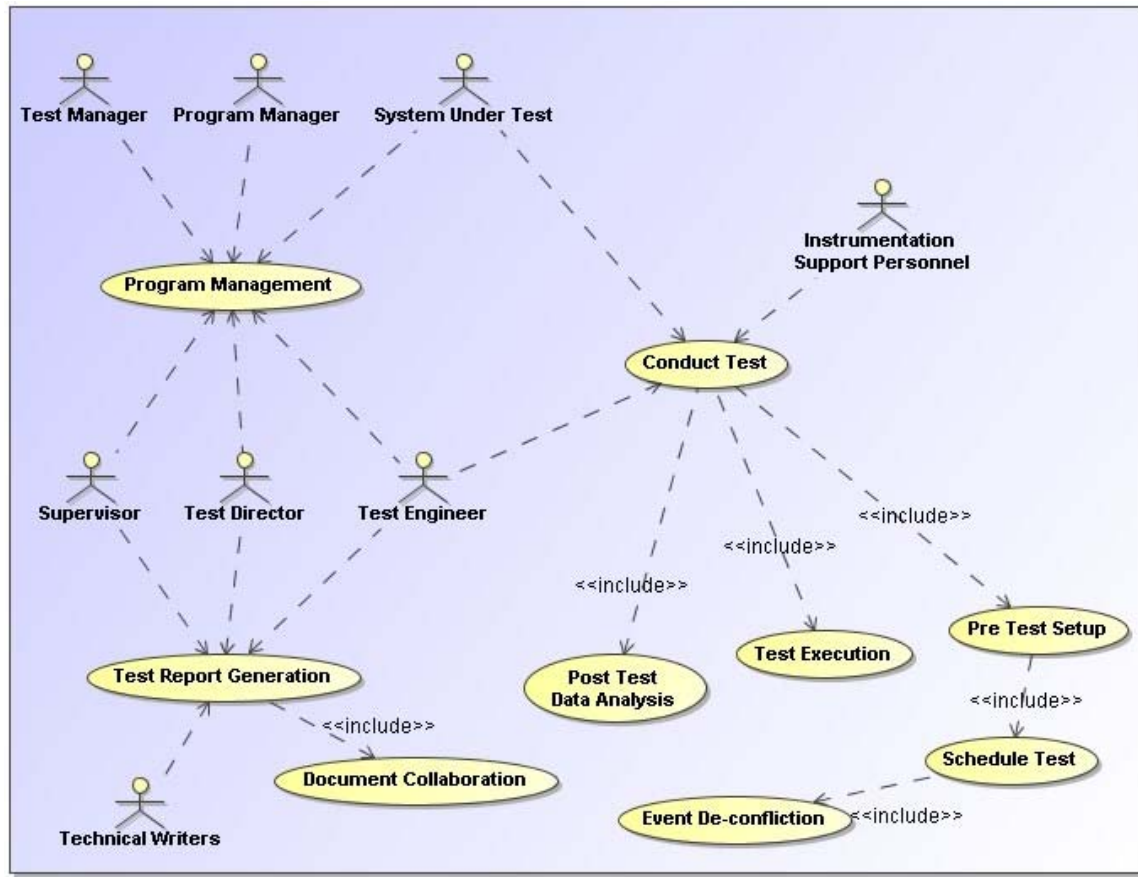 Test Manager
Program Manager
System Under Test
Instrumentation
Support Personnel
Program Management
Conduct Test
Supervisor
Test Director
Test Engineer
<<include>>
<<include>>
<<include>>
Pre Test Setup
Test Execution
Test Report Generation
Post Test
Data Analysis
<<include>>
<<include>>
Schedule Test
Document Collaboration
Event De-confliction
<<include>>
Technical Writers